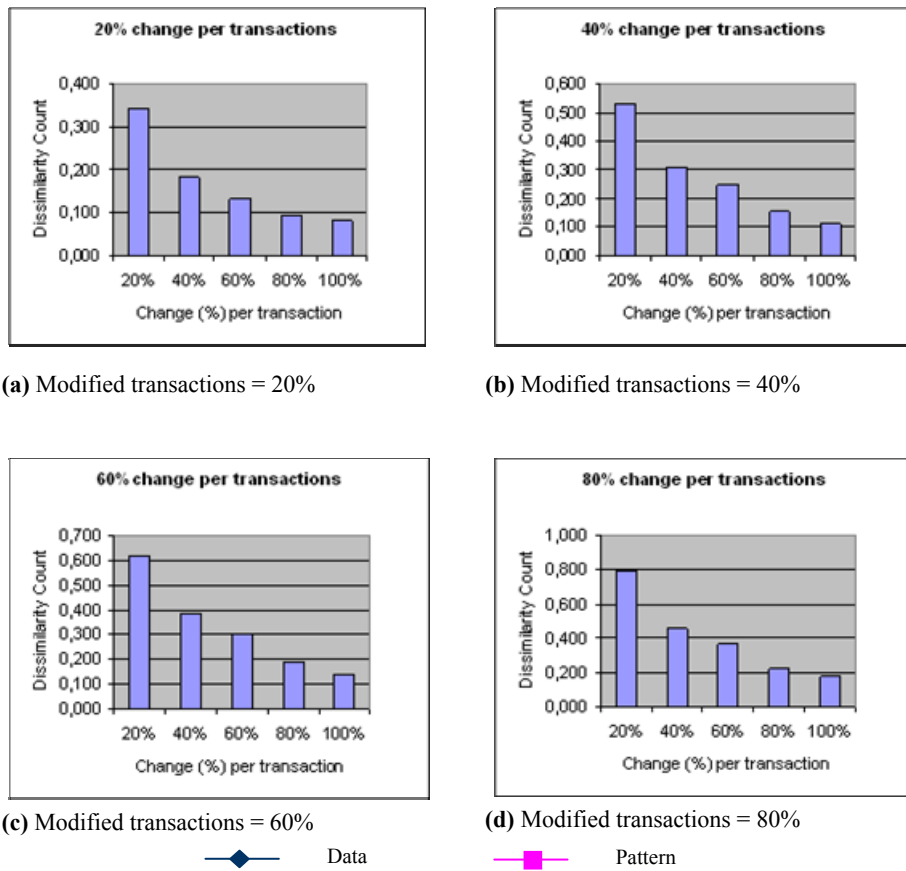 20% change per transactions
0,400
0,300
0,200
0,100
0,000
Dissimilarity Count
20% 40% 60% 80% 100%
Change (%) per transaction
(a) Modified transactions = 20%
40% change per transactions
0,600
0,500
0,400
0,300
0,200
0,100
0,000
Dissimilarity Count
20% 40% 60% 80% 100%
Change (%) per transaction
(b) Modified transactions = 40%
60% change per transactions
0,700
0,600
0,500
0,400
0,300
0,200
0,100
0,000
Dissimilarity Count
20% 40% 60% 80% 100%
Change (%) per transaction
(c) Modified transactions = 60%
80% change per transactions
1,000
0,800
0,600
0,400
0,200
0,000
Dissimilarity Count
20% 40% 60% 80% 100%
Change (%) per transaction
(d) Modified transactions = 80%
Data
Pattern